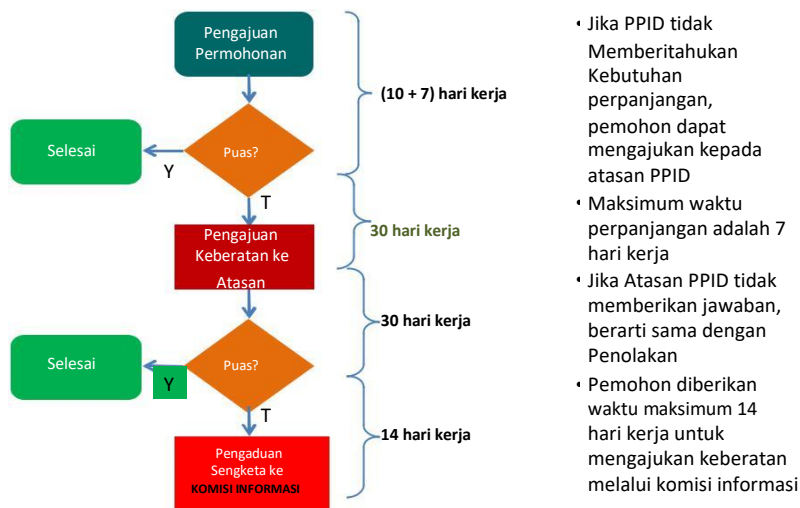 Pengajuan
Permohonan
(10 + 7) hari kerja
Selesai
Y
Puas?
T
30 hari kerja
Pengajuan
Keberatan ke
Atasan
30 hari kerja
Selesai
Y
Puas?
T
14 hari kerja
Pengaduan
Sengketa ke
KOMISI INFORMASI
• Jika PPID tidak
Memberitahukan
Kebutuhan
perpanjangan,
pemohon dapat
mengajukan kepada
atasan PPID
• Maksimum waktu
perpanjangan adalah 7
hari kerja
• Jika Atasan PPID tidak
memberikan jawaban,
berarti sama dengan
Penolakan
• Pemohon diberikan
waktu maksimum 14
hari kerja untuk
mengajukan keberatan
melalui komisi informasi